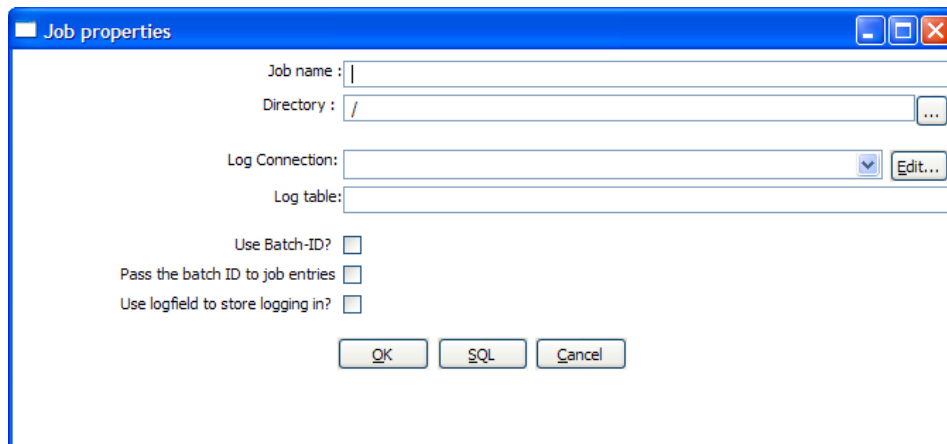 Job properties
Job name :
Directory : /
...
Log Connection:
Edit...
Log table:
Use Batch-ID?
Pass the batch ID to job entries
Use logfield to store logging in?
OK SQL Cancel